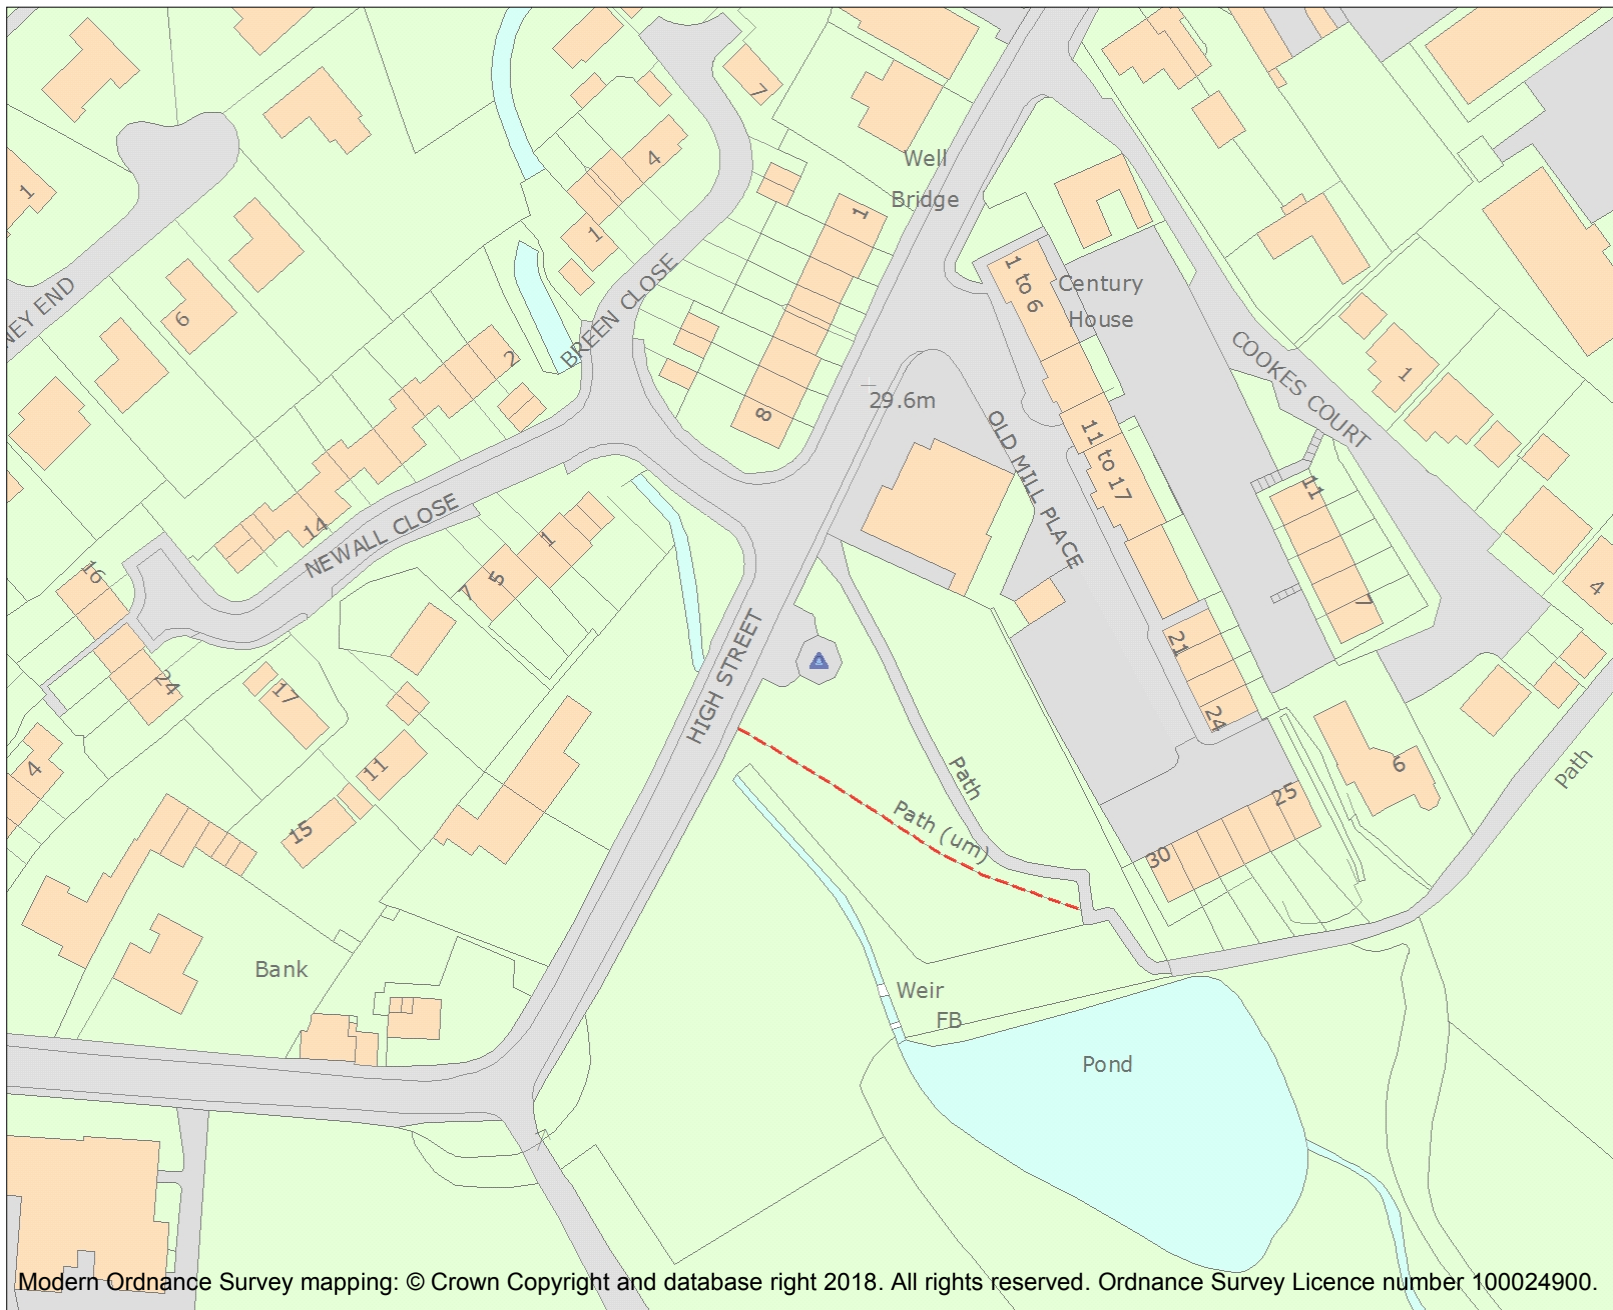 7
4
1
1
Well
Bridge
1
1 to 6
Century
House
NEY END
6
BREEN CLOSE
2
8
29.6m
COOKES COURT
1
OLD MILL PLACE
11 to 17
11
7
4
14
NEWALL CLOSE
1
5
7
16
24
17
HIGH STREET
21
24
6
Path
4
11
15
Path
Path (um)
25
30
Bank
Weir
FB
Pond
Modern Ordnance Survey mapping: © Crown Copyright and database right 2018. All rights reserved. Ordnance Survey Licence number 100024900.